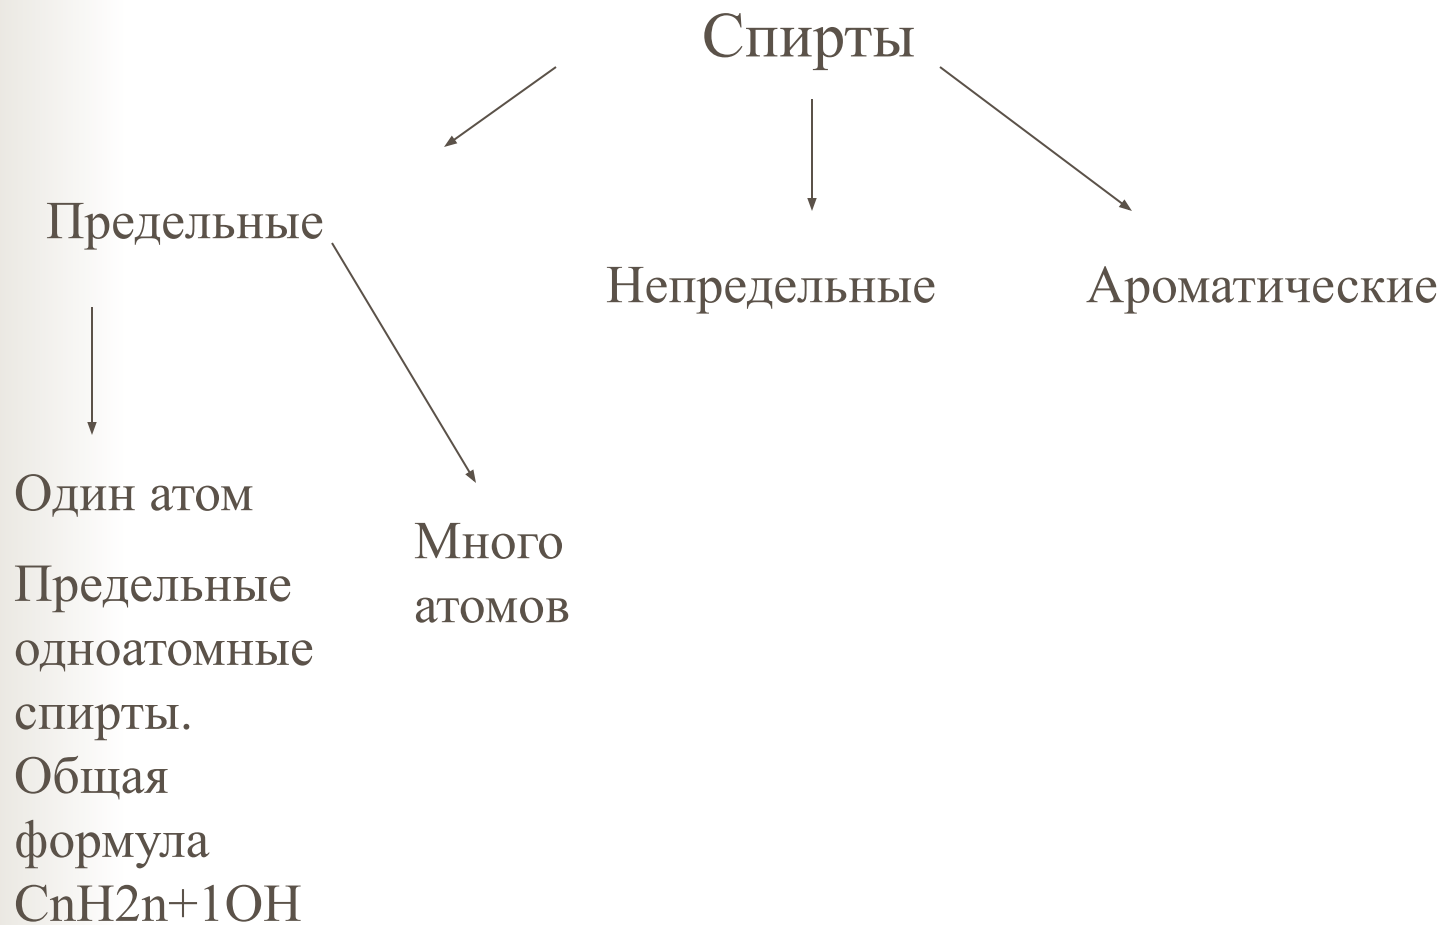 Спирты
Предельные
Непредельные
Ароматические
Один атом
Предельные
одноатомные
спирты.
Общая
формула
CnH2n+1OH
Много
атомов